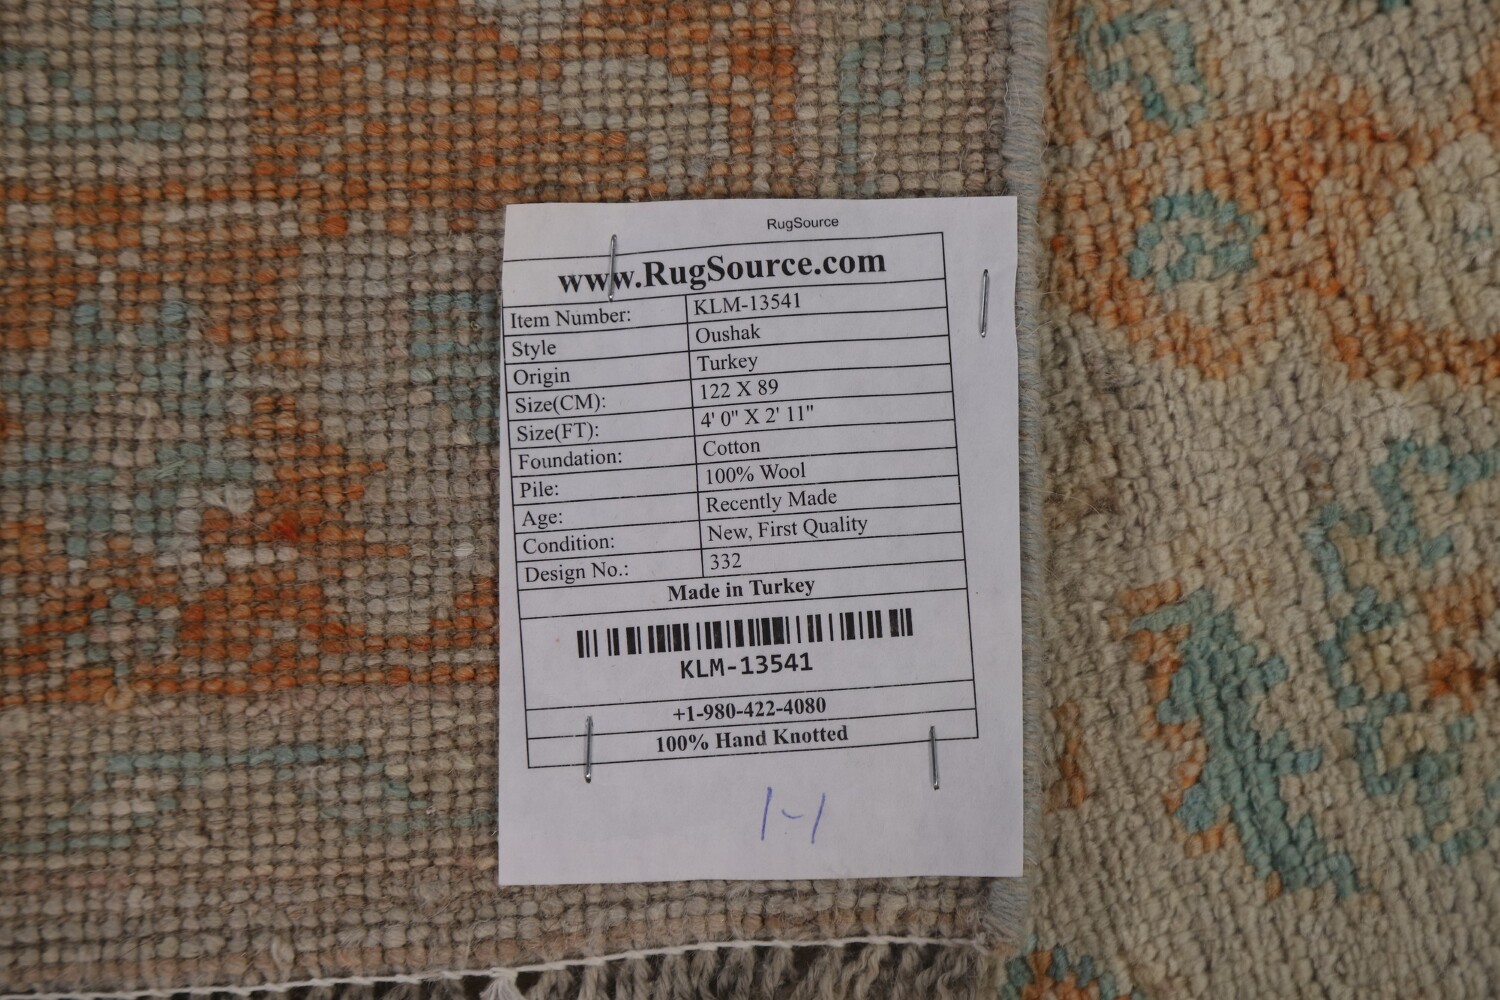 RugSource
www.RugSource.com
Item Number: KLM-13541
Style Oushak
Origin Turkey
Size(CM): 122 X 89
Size(FT): 4' 0" X 2' 11"
Foundation: Cotton
Pile: 100% Wool
Age: Recently Made
Condition: New, First Quality
Design No.: 332
Made in Turkey
KLM-13541
+1-980-422-4080
100% Hand Knotted
1-1